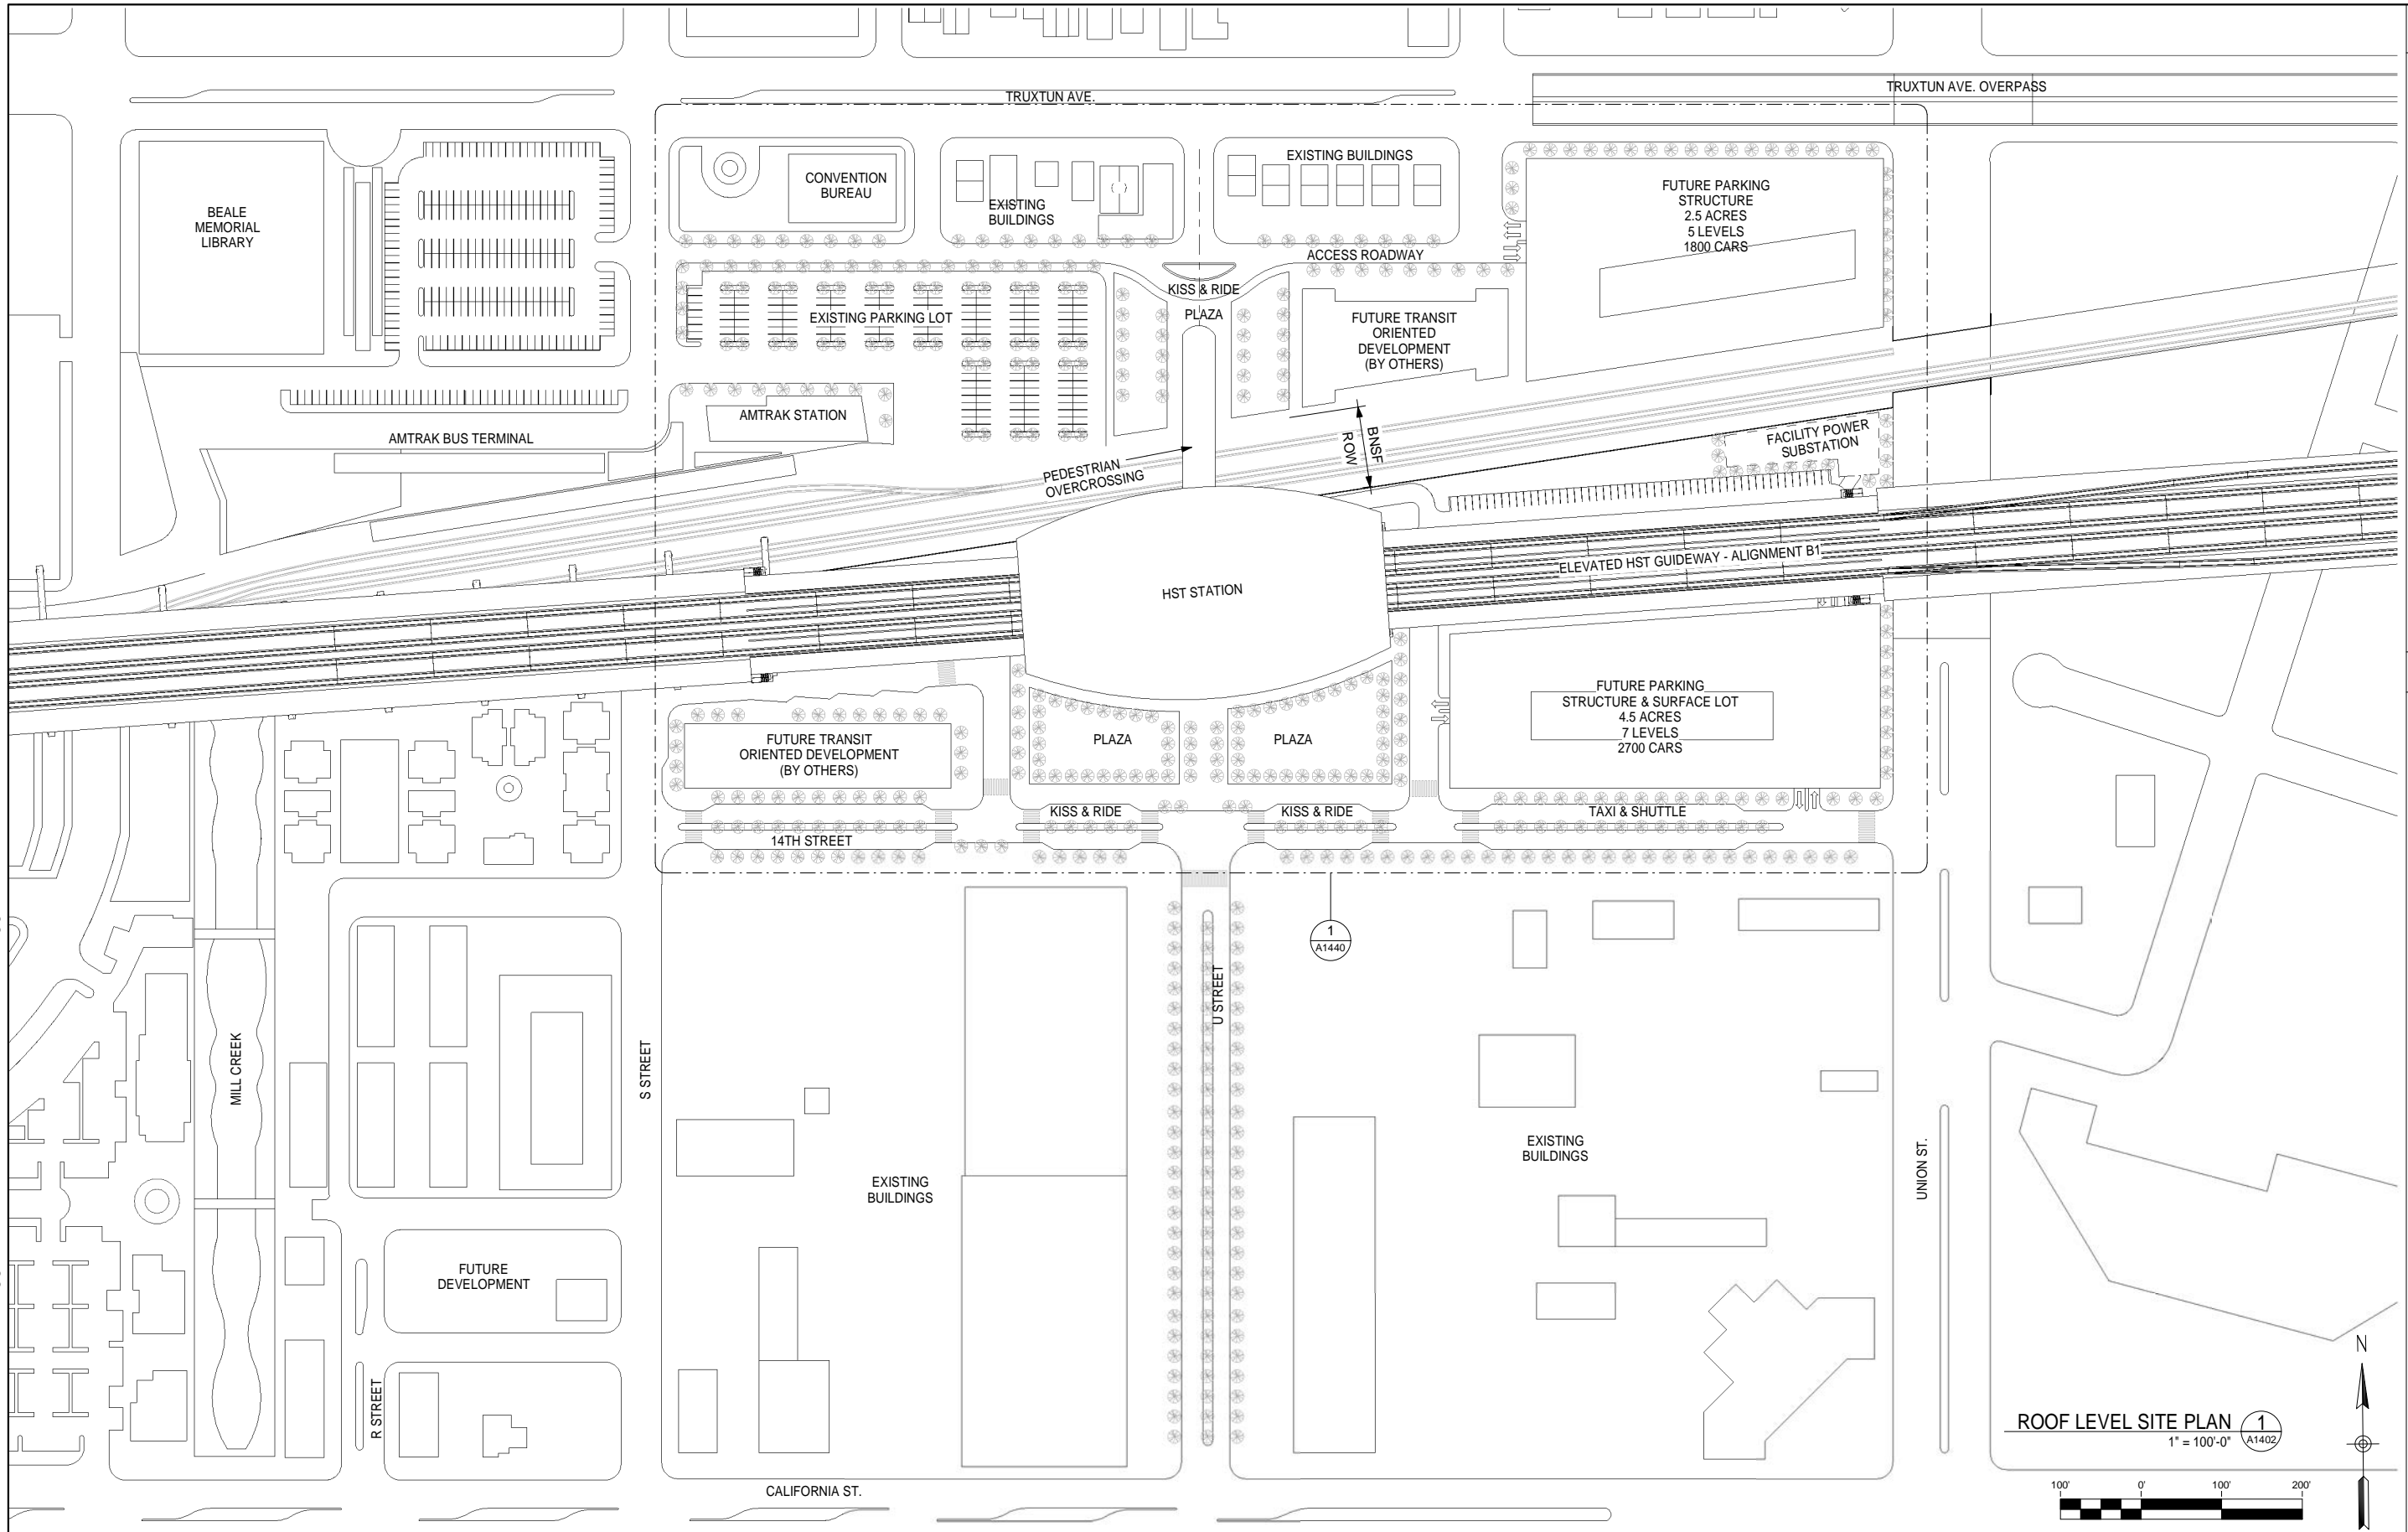 TRUXTUN AVE.
TRUXTUN AVE. OVERPASS
BEALE
MEMORIAL
LIBRARY
CONVENTION
BUREAU
EXISTING
BUILDINGS
EXISTING BUILDINGS
FUTURE PARKING
STRUCTURE
2.5 ACRES
5 LEVELS
1800 CARS
ACCESS ROADWAY
KISS & RIDE
PLAZA
EXISTING PARKING LOT
FUTURE TRANSIT
ORIENTED
DEVELOPMENT
(BY OTHERS)
AMTRAK STATION
AMTRAK BUS TERMINAL
PEDESTRIAN
OVERCROSSING
BNSF
ROW
FACILITY POWER
SUBSTATION
HST STATION
ELEVATED HST GUIDEWAY - ALIGNMENT B1
FUTURE TRANSIT
ORIENTED DEVELOPMENT
(BY OTHERS)
PLAZA
PLAZA
FUTURE PARKING
STRUCTURE & SURFACE LOT
4.5 ACRES
7 LEVELS
2700 CARS
KISS & RIDE
KISS & RIDE
TAXI & SHUTTLE
14TH STREET
1
A1440
U STREET
S STREET
MILL CREEK
EXISTING
BUILDINGS
EXISTING
BUILDINGS
UNION ST.
FUTURE
DEVELOPMENT
R STREET
CALIFORNIA ST.
N
ROOF LEVEL SITE PLAN
1
A1402
1" = 100'-0"
100' 0' 100' 200'